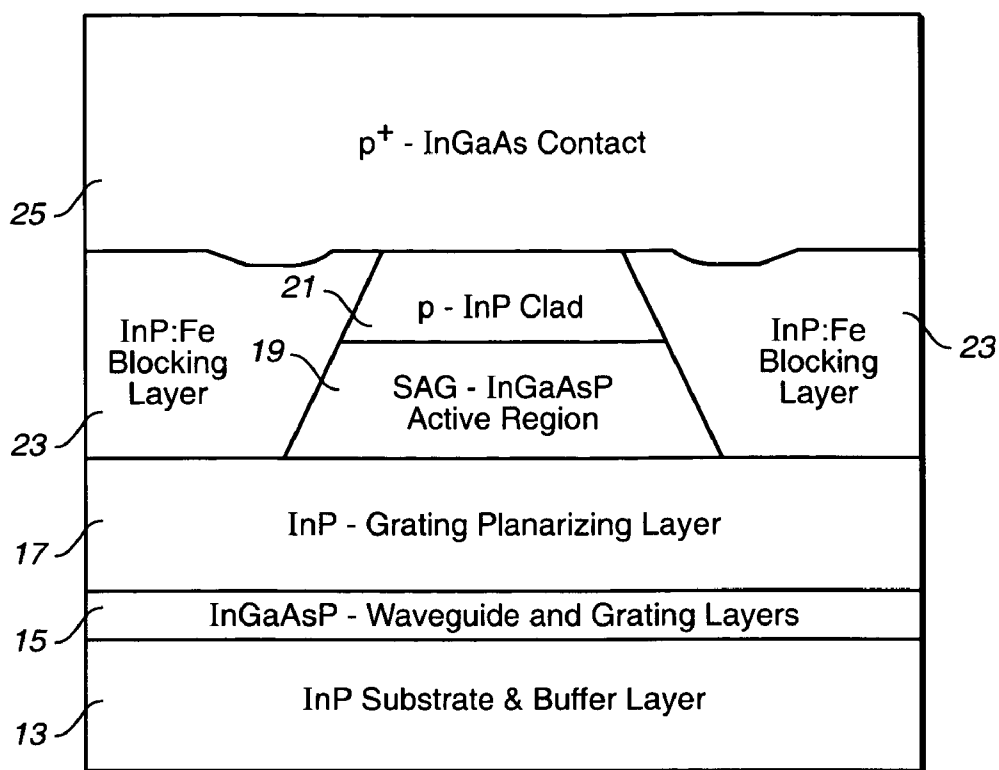 p+ - InGaAs Contact
25
21
p - InP Clad
InP:Fe
Blocking
Layer
19
SAG - InGaAsP
Active Region
InP:Fe
Blocking
Layer
23
23
InP - Grating Planarizing Layer
17
InGaAsP - Waveguide and Grating Layers
15
InP Substrate & Buffer Layer
13